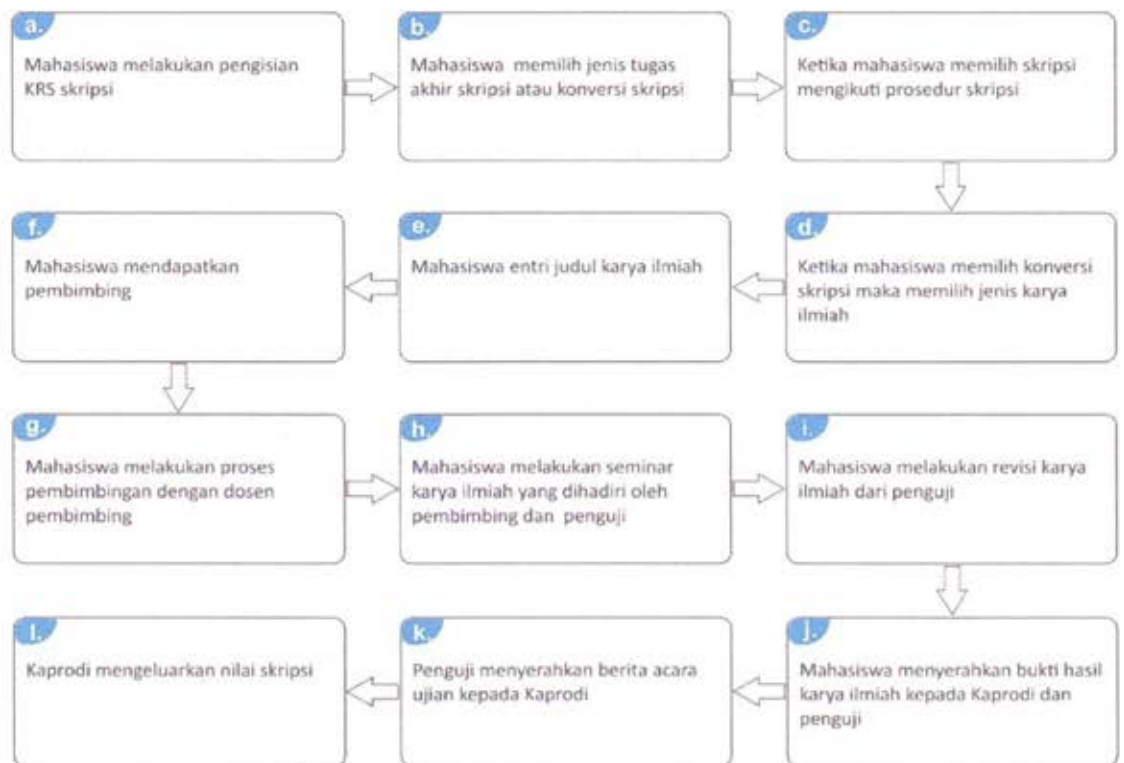 a.
Mahasiswa melakukan pengisian
KRS skripsi
b.
Mahasiswa memilih jenis tugas
akhir skripsi atau konversi skripsi
c.
Ketika mahasiswa memilih skripsi
mengikuti prosedur skripsi
d.
Ketika mahasiswa memilih konversi
skripsi maka memilih jenis karya
ilmiah
e.
Mahasiswa entri judul karya ilmiah
f.
Mahasiswa mendapatkan
pembimbing
g.
Mahasiswa melakukan proses
pembimbingan dengan dosen
pembimbing
h.
Mahasiswa melakukan seminar
karya ilmiah yang dihadiri oleh
pembimbing dan penguji
i.
Mahasiswa melakukan revisi karya
ilmiah dari penguji
j.
Mahasiswa menyerahkan bukti hasil
karya ilmiah kepada Kaprodi dan
penguji
k.
Penguji menyerahkan berita acara
ujian kepada Kaprodi
l.
Kaprodi mengeluarkan nilai skripsi